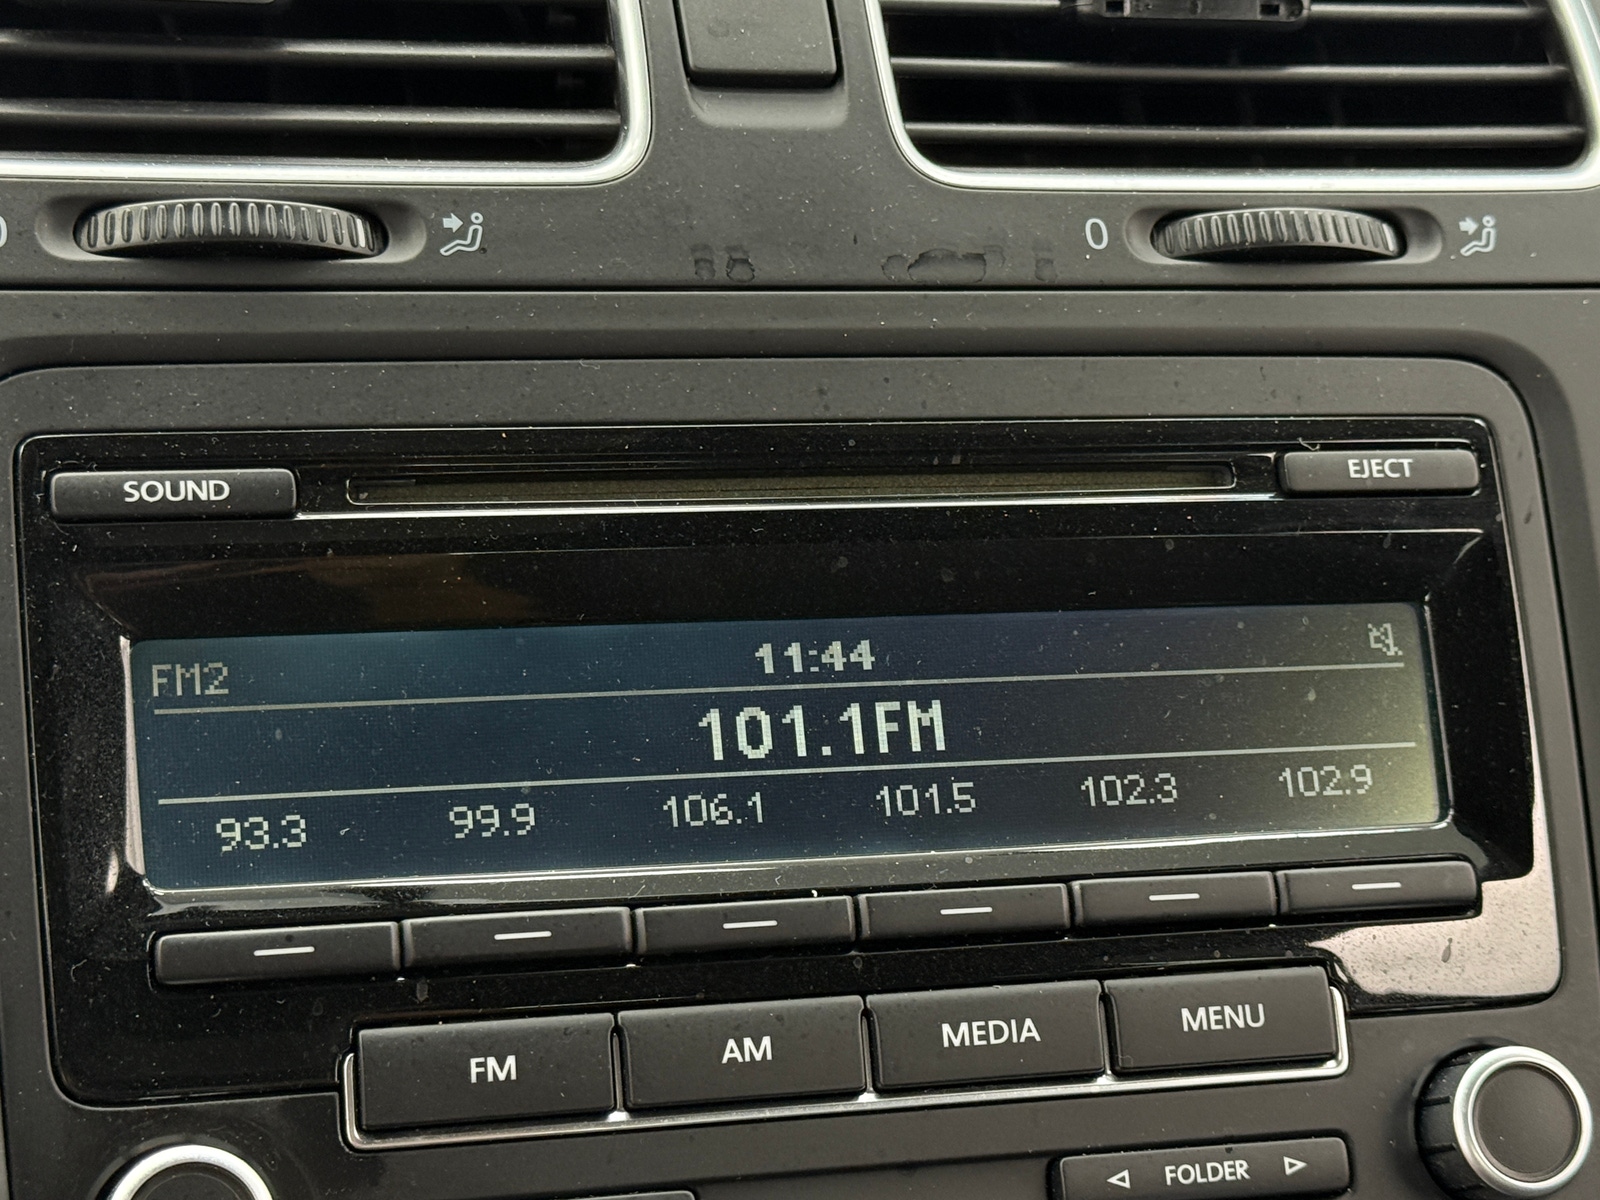 0
SOUND
EJECT
FM2
11:44
101.1FM
93.3 99.9 106.1 101.5 102.3 102.9
FM AM MEDIA MENU
FOLDER